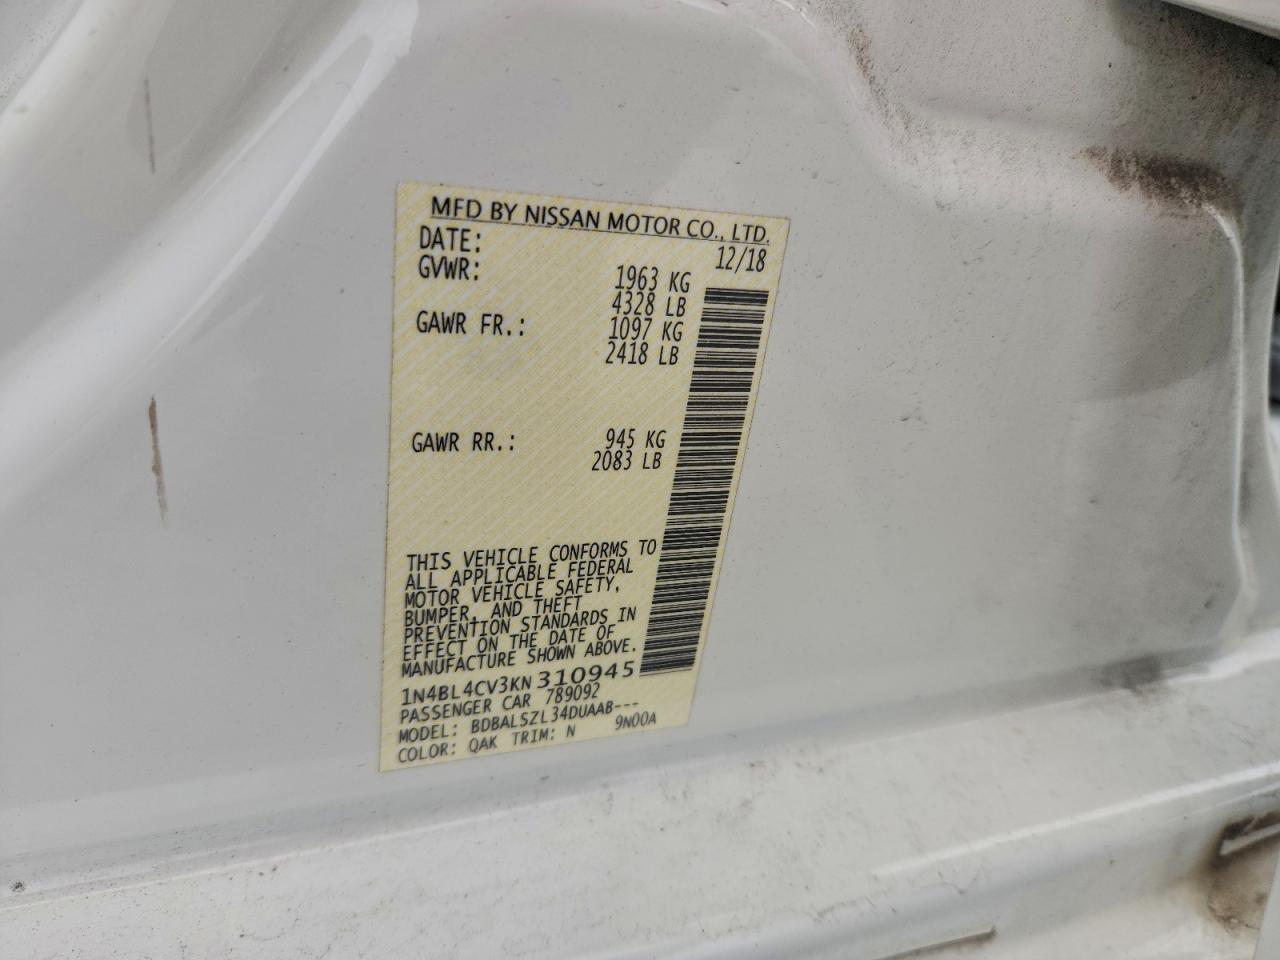 MFD BY NISSAN MOTOR CO., LTD.
DATE: 12/18
GVWR: 1963 KG
4328 LB
GAWR FR.: 1097 KG
2418 LB
GAWR RR.: 945 KG
2083 LB
THIS VEHICLE CONFORMS TO
ALL APPLICABLE FEDERAL
MOTOR VEHICLE SAFETY,
BUMPER, AND THEFT
PREVENTION STANDARDS IN
EFFECT ON THE DATE OF
MANUFACTURE SHOWN ABOVE.
1N4BL4CV3KN310945
PASSENGER CAR 789092
MODEL: BDBALSZL34DUAAB---
COLOR: QAK TRIM: N 9N00A